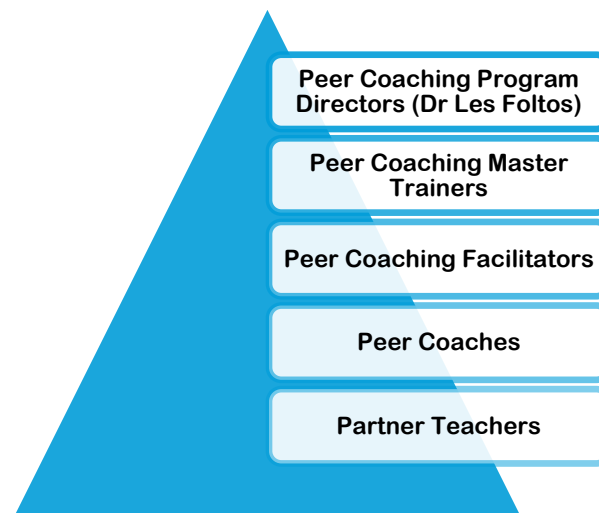 Peer Coaching Program
Directors (Dr Les Foltos)
Peer Coaching Master
Trainers
Peer Coaching Facilitators
Peer Coaches
Partner Teachers